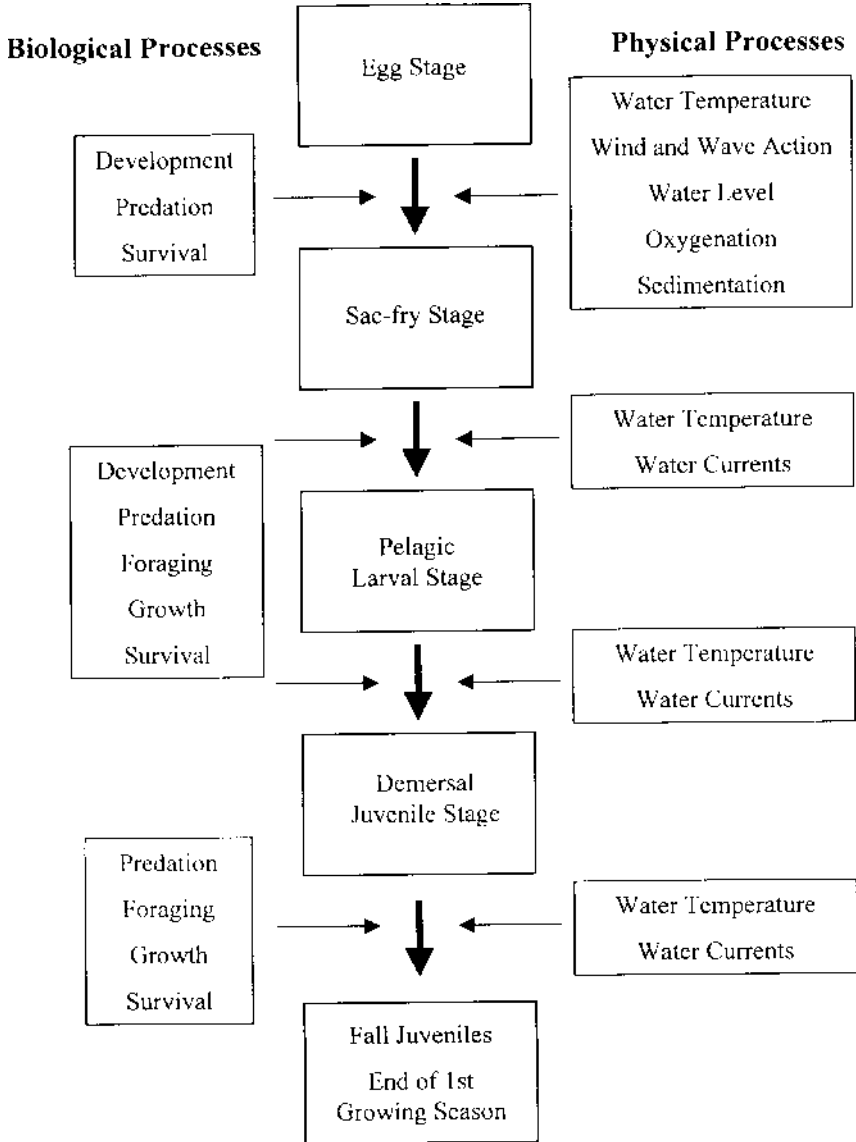 Biological Processes
Physical Processes
Egg Stage
Water Temperature
Wind and Wave Action
Water Level
Oxygenation
Sedimentation
Development
Predation
Survival
Sac-fry Stage
Water Temperature
Water Currents
Development
Predation
Foraging
Growth
Survival
Pelagic
Larval Stage
Water Temperature
Water Currents
Demersal
Juvenile Stage
Predation
Foraging
Growth
Survival
Water Temperature
Water Currents
Fall Juveniles
End of 1st
Growing Season